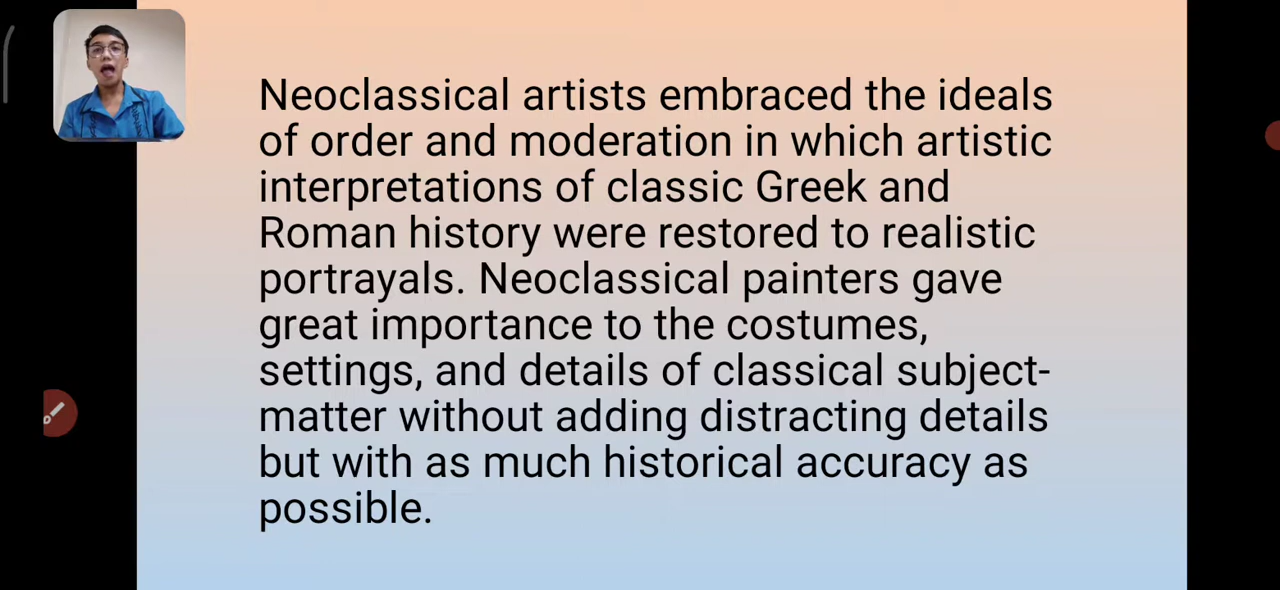 Neoclassical artists embraced the ideals
of order and moderation in which artistic
interpretations of classic Greek and
Roman history were restored to realistic
portrayals. Neoclassical painters gave
great importance to the costumes,
settings, and details of classical subject-
matter without adding distracting details
but with as much historical accuracy as
possible.